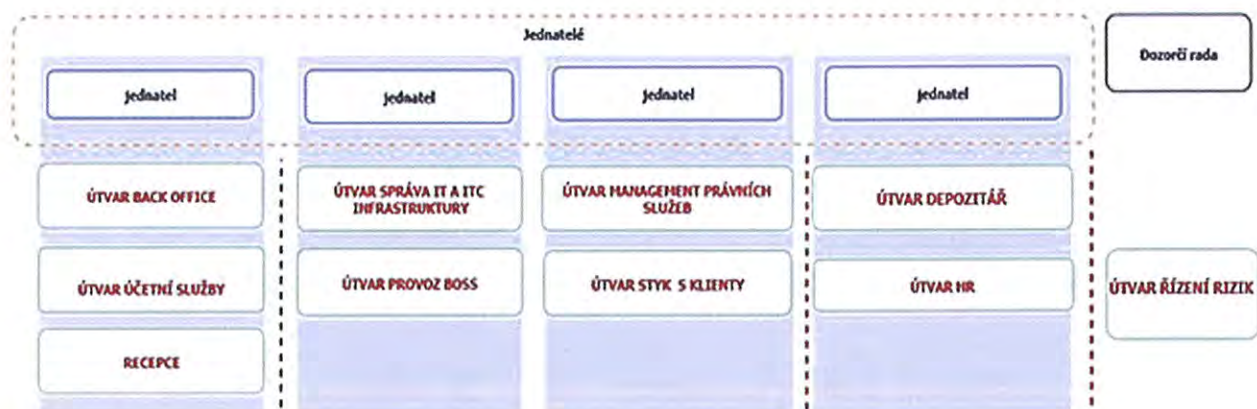 Jednatelé
Dozorčí rada
Jednatel
Jednatel
Jednatel
Jednatel
ÚTVAR BACK OFFICE
ÚTVAR SPRÁVA IT A ITC
INFRASTRUKTURY
ÚTVAR MANAGEMENT PRÁVNÍCH
SLUŽEB
ÚTVAR DEPOZITÁŘ
ÚTVAR ÚČETNÍ SLUŽBY
ÚTVAR PROVOZ BOSS
ÚTVAR STYK S KLIENTY
ÚTVAR HR
ÚTVAR ŘÍZENÍ RIZIK
RECEPCE